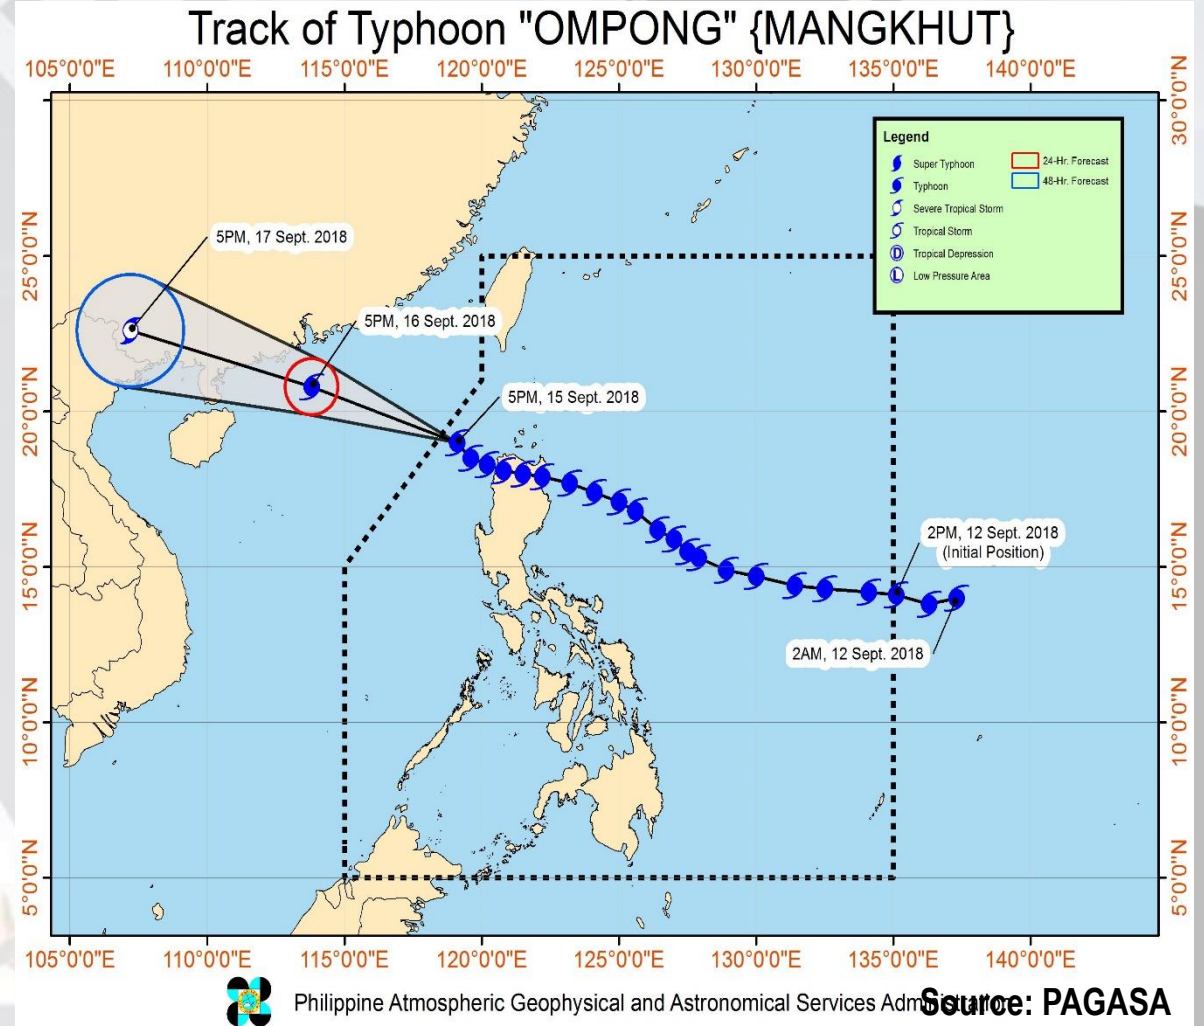 Track of Typhoon "OMPONG" {MANGKHUT}
105°0'0"E 110°0'0"E 115°0'0"E 120°0'0"E 125°0'0"E 130°0'0"E 135°0'0"E 140°0'0"E
30°0'0"N
30°0'0"N
25°0'0"N
25°0'0"N
20°0'0"N
20°0'0"N
15°0'0"N
15°0'0"N
10°0'0"N
10°0'0"N
5°0'0"N
5°0'0"N
Legend
Super Typhoon
Typhoon
Severe Tropical Storm
Tropical Storm
D Tropical Depression
L Low Pressure Area
24-Hr. Forecast
48-Hr. Forecast
5PM, 17 Sept. 2018
5PM, 16 Sept. 2018
5PM, 15 Sept. 2018
2PM, 12 Sept. 2018
(Initial Position)
2AM, 12 Sept. 2018
105°0'0"E 110°0'0"E 115°0'0"E 120°0'0"E 125°0'0"E 130°0'0"E 135°0'0"E 140°0'0"E
Philippine Atmospheric Geophysical and Astronomical Services Administration
Source: PAGASA